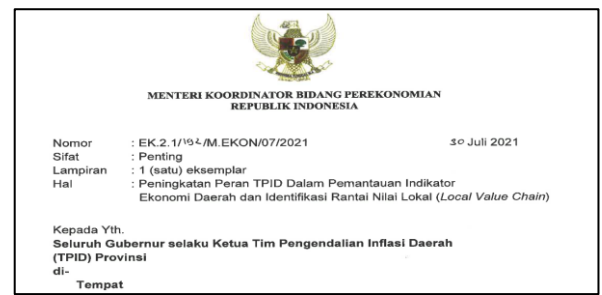 MENTERI KOORDINATOR BIDANG PEREKONOMIAN
REPUBLIK INDONESIA
Nomor : EK.2.1/192/M.EKON/07/2021 30 Juli 2021
Sifat : Penting
Lampiran : 1 (satu) eksemplar
Hal : Peningkatan Peran TPID Dalam Pemantauan Indikator
Ekonomi Daerah dan Identifikasi Rantai Nilai Lokal (Local Value Chain)
Kepada Yth.
Seluruh Gubernur selaku Ketua Tim Pengendalian Inflasi Daerah
(TPID) Provinsi
di-
Tempat